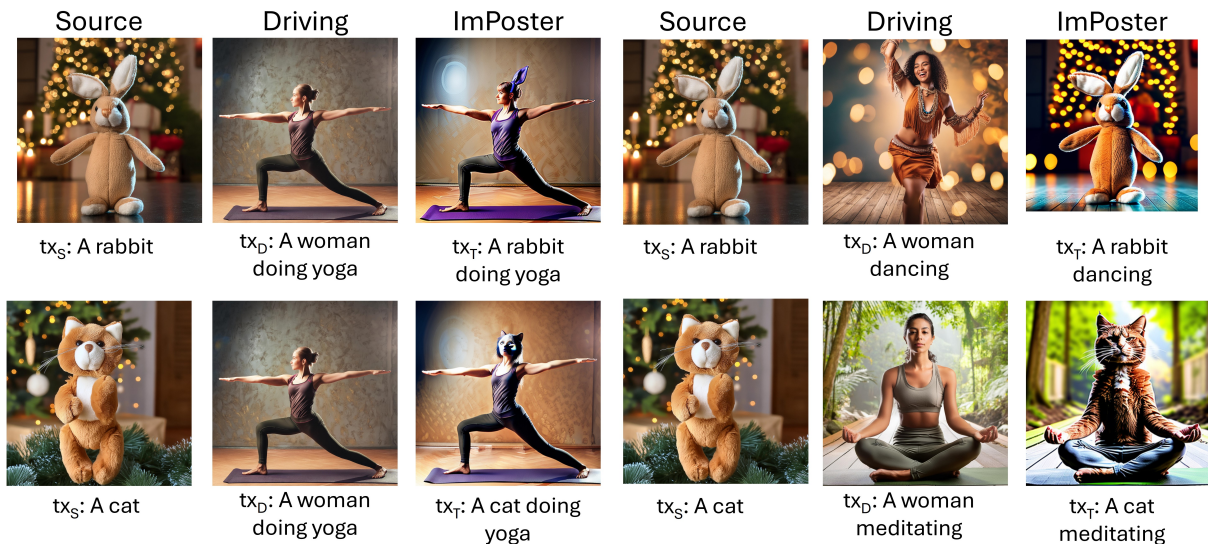 Source Driving ImPoster Source Driving ImPoster
txS: A rabbit
txD: A woman
doing yoga
txT: A rabbit
doing yoga
txS: A rabbit
txD: A woman
dancing
txT: A rabbit
dancing
txS: A cat
txD: A woman
doing yoga
txT: A cat doing
yoga
txS: A cat
txD: A woman
meditating
txT: A cat
meditating